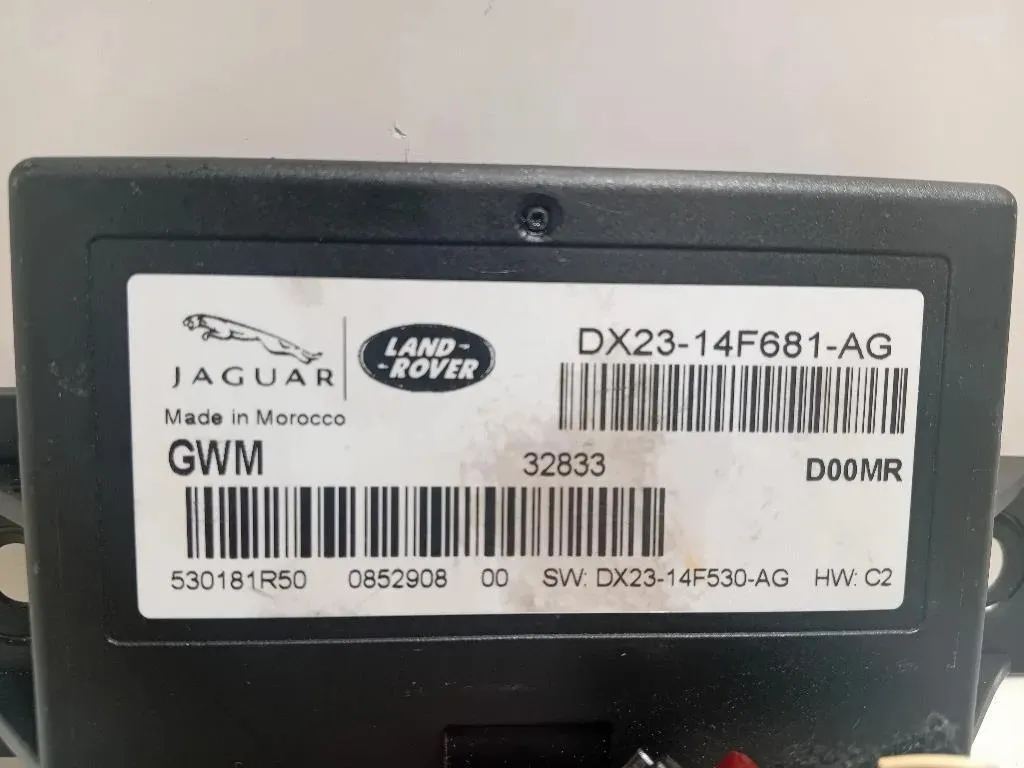 JAGUAR
LAND-
-ROVER
DX23-14F681-AG
Made in Morocco
GWM 32833 D00MR
530181R50 0852908 00 SW: DX23-14F530-AG HW: C2